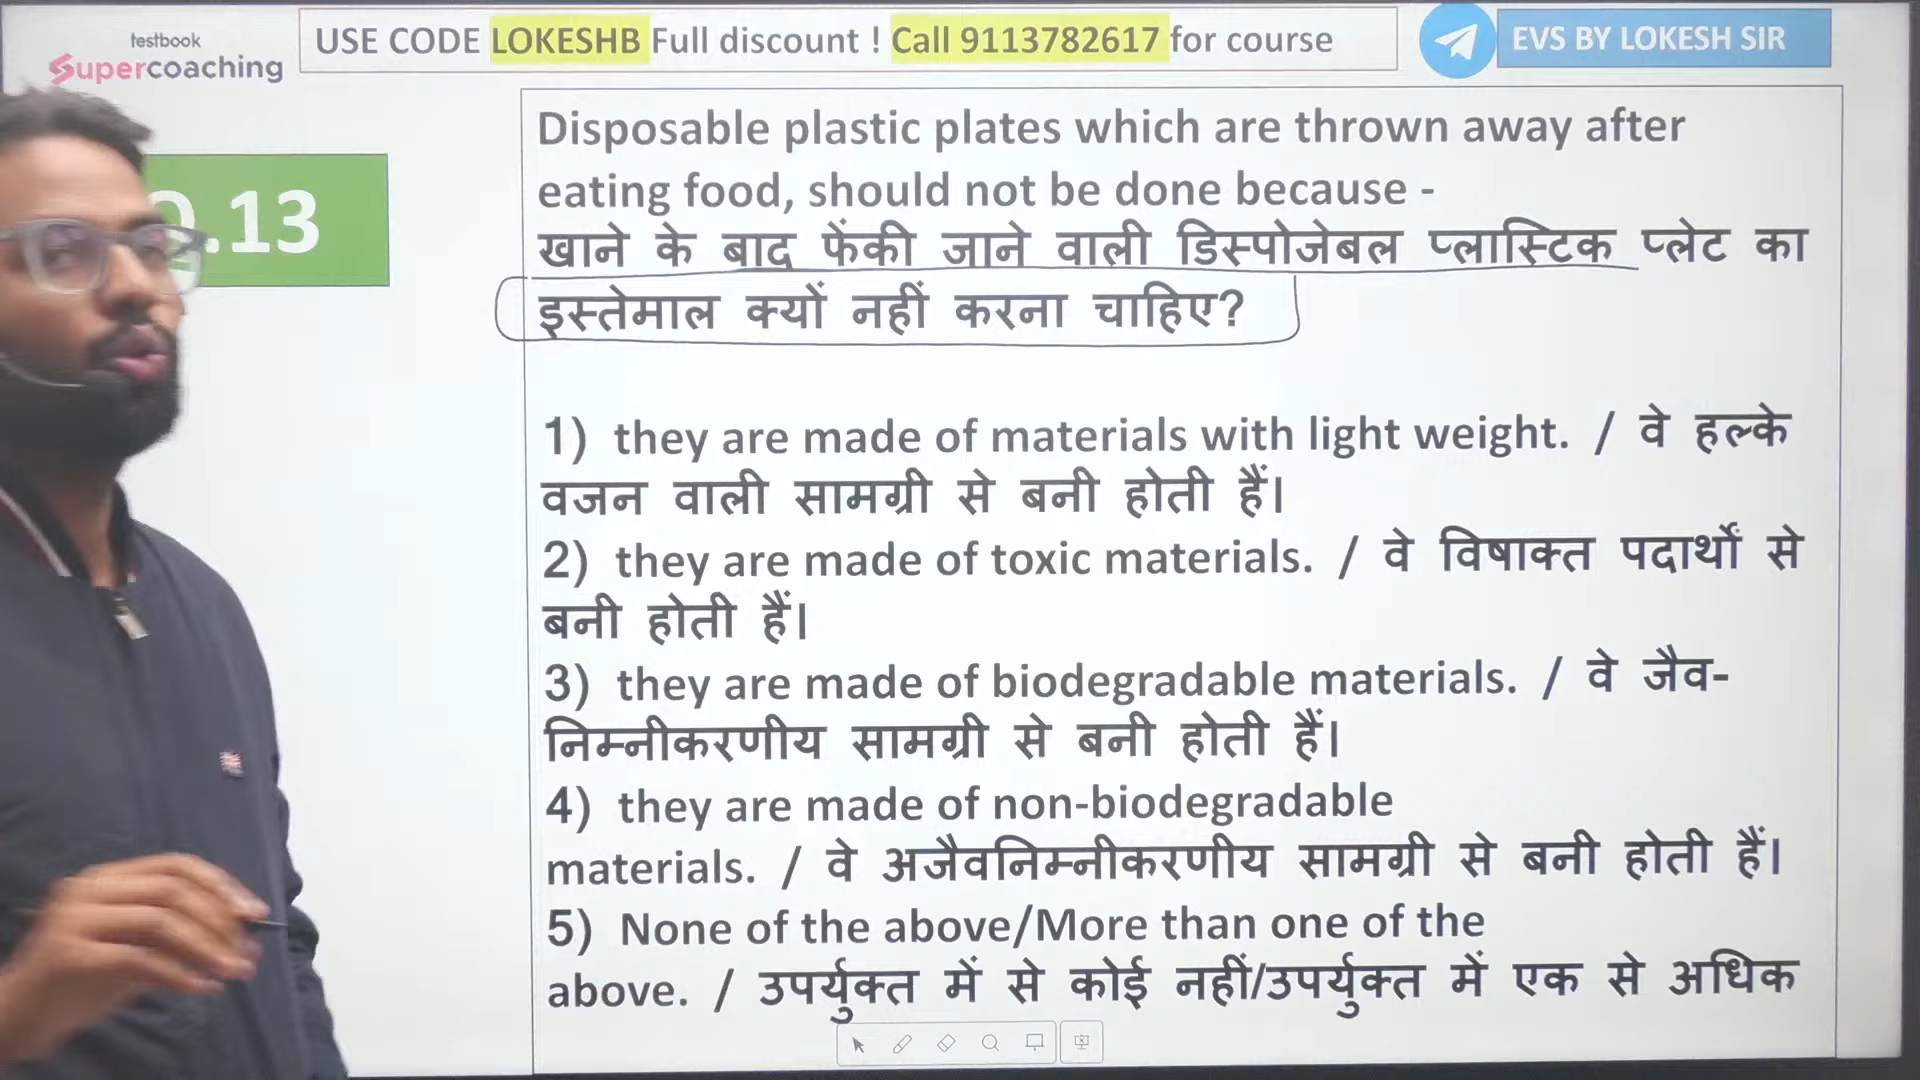 testbook
Supercoaching
USE CODE LOKESHB Full discount ! Call 9113782617 for course
EVS BY LOKESH SIR
Q.13
Disposable plastic plates which are thrown away after
eating food, should not be done because -
खाने के बाद फेंकी जाने वाली डिस्पोजेबल प्लास्टिक प्लेट का
इस्तेमाल क्यों नहीं करना चाहिए?
1) they are made of materials with light weight. / वे हल्के
वजन वाली सामग्री से बनी होती हैं।
2) they are made of toxic materials. / वे विषाक्त पदार्थों से
बनी होती हैं।
3) they are made of biodegradable materials. / वे जैव-
निम्नीकरणीय सामग्री से बनी होती हैं।
4) they are made of non-biodegradable
materials. / वे अजैवनिम्नीकरणीय सामग्री से बनी होती हैं।
5) None of the above/More than one of the
above. / उपर्युक्त में से कोई नहीं/उपर्युक्त में एक से अधिक